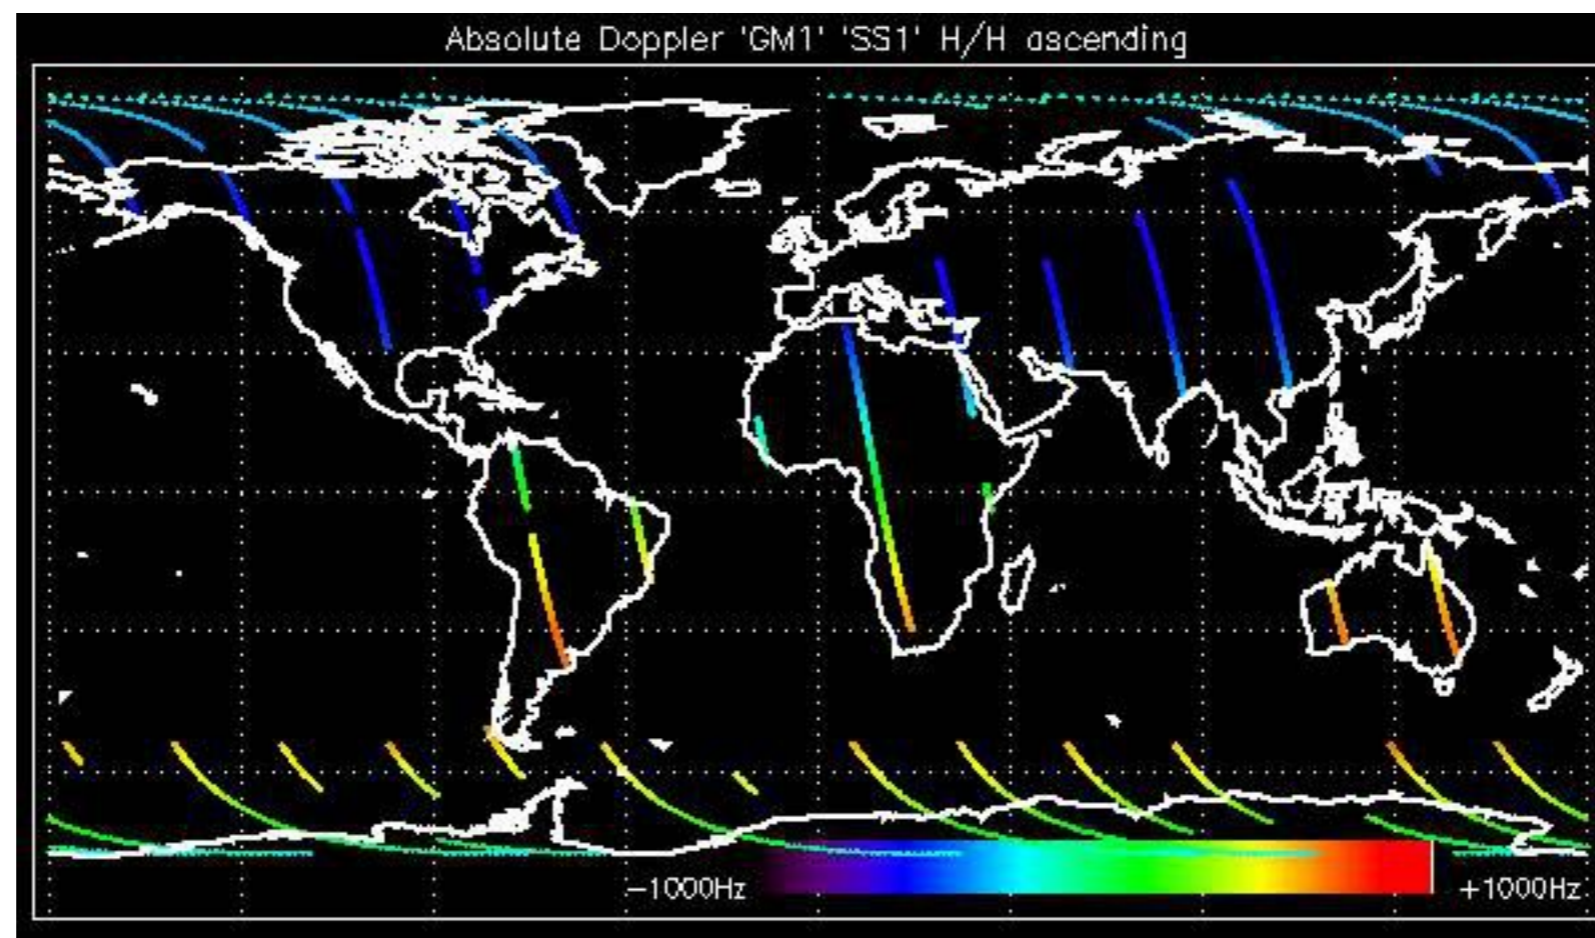 Absolute Doppler 'GM1' 'SS1' H/H ascending
−1000Hz
+1000Hz